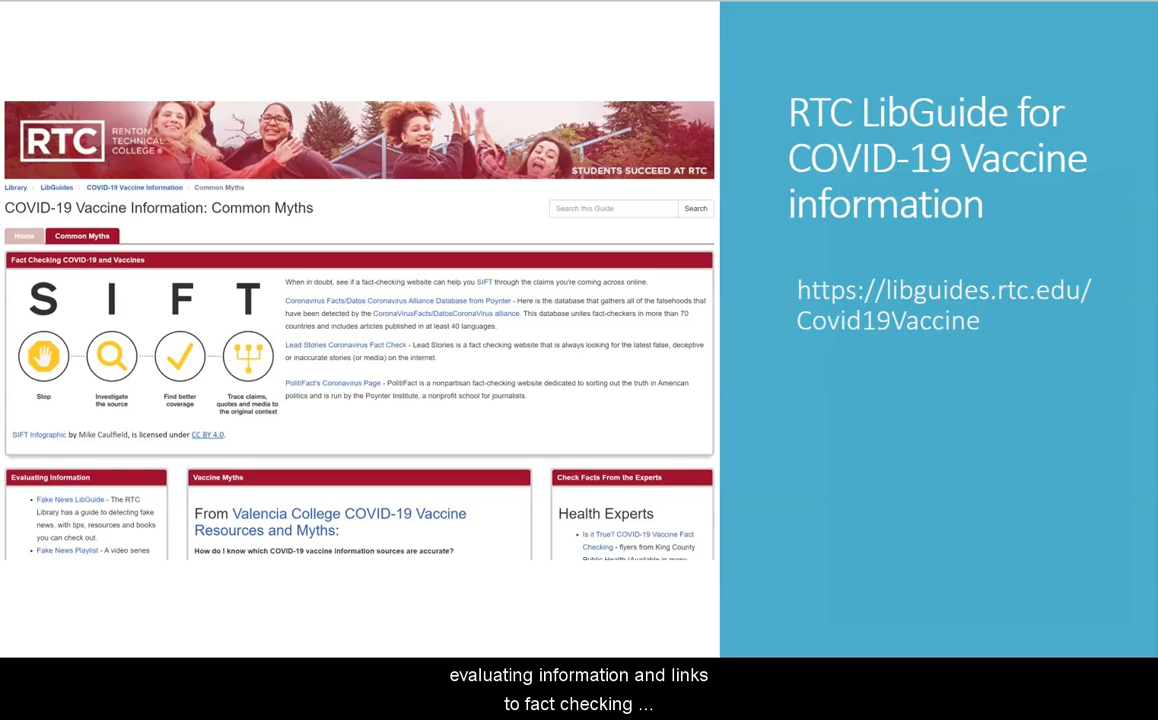 RTC
RENTON
TECHNICAL
COLLEGE®
STUDENTS SUCCEED AT RTC
Library
LibGuides
COVID-19 Vaccine Information
Common Myths
COVID-19 Vaccine Information: Common Myths
Search this Guide
Search
Home
Common Myths
Fact Checking COVID-19 and Vaccines
S I F T
Stop
Investigate
the source
Find better
coverage
Trace claims,
quotes and media to
the original context
SIFT Infographic by Mike Caulfield, is licensed under CC BY 4.0.
When in doubt, see if a fact-checking website can help you SIFT through the claims you're coming across online.
Coronavirus Facts/Datos Coronavirus Alliance Database from Poynter - Here is the database that gathers all of the falsehoods that
have been detected by the CoronaVirusFacts/DatosCoronaVirus alliance. This database unites fact-checkers in more than 70
countries and includes articles published in at least 40 languages.
Lead Stories Coronavirus Fact Check - Lead Stories is a fact checking website that is always looking for the latest false, deceptive
or inaccurate stories (or media) on the internet.
PolitiFact's Coronavirus Page - PolitiFact is a nonpartisan fact-checking website dedicated to sorting out the truth in American
politics and is run by the Poynter Institute, a nonprofit school for journalists.
Evaluating Information
• Fake News LibGuide - The RTC
Library has a guide to detecting fake
news, with tips, resources and books
you can check out.
• Fake News Playlist - A video series
Vaccine Myths
From Valencia College COVID-19 Vaccine
Resources and Myths:
How do I know which COVID-19 vaccine information sources are accurate?
Check Facts From the Experts
Health Experts
• Is it True? COVID-19 Vaccine Fact
Checking - flyers from King County
Public Health (Available in many
RTC LibGuide for
COVID-19 Vaccine
information
https://libguides.rtc.edu/
Covid19Vaccine
evaluating information and links
to fact checking ...